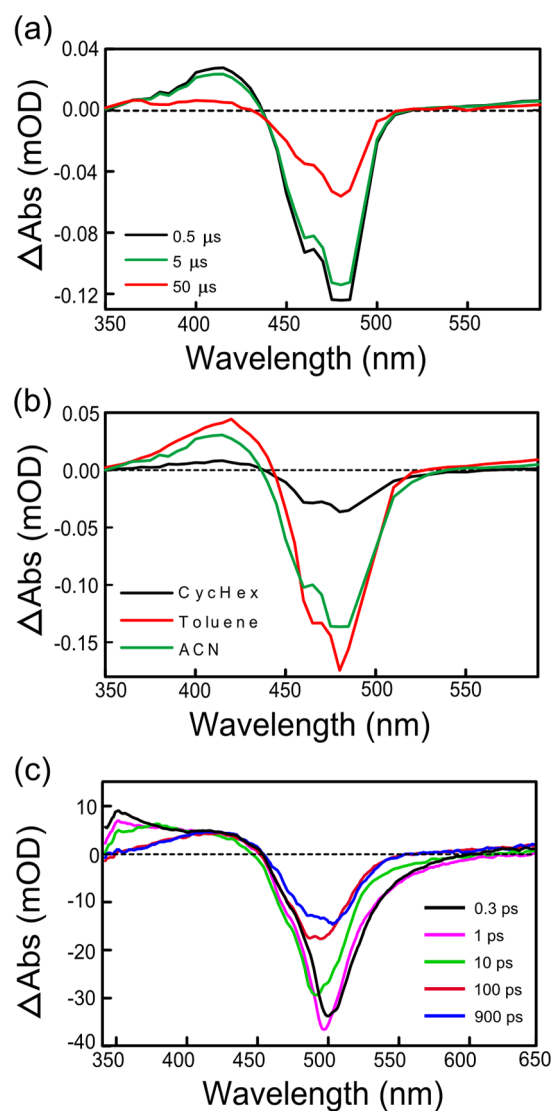 (a)
0.04
0.00
-0.04
-0.08
-0.12
ΔAbs (mOD)
0.5 μs
5 μs
50 μs
350 400 450 500 550
Wavelength (nm)
(b)
0.05
0.00
-0.05
-0.10
-0.15
ΔAbs (mOD)
CycHex
Toluene
ACN
350 400 450 500 550
Wavelength (nm)
(c)
10
0
-10
-20
-30
-40
ΔAbs (mOD)
0.3 ps
1 ps
10 ps
100 ps
900 ps
350 400 450 500 550 600 650
Wavelength (nm)